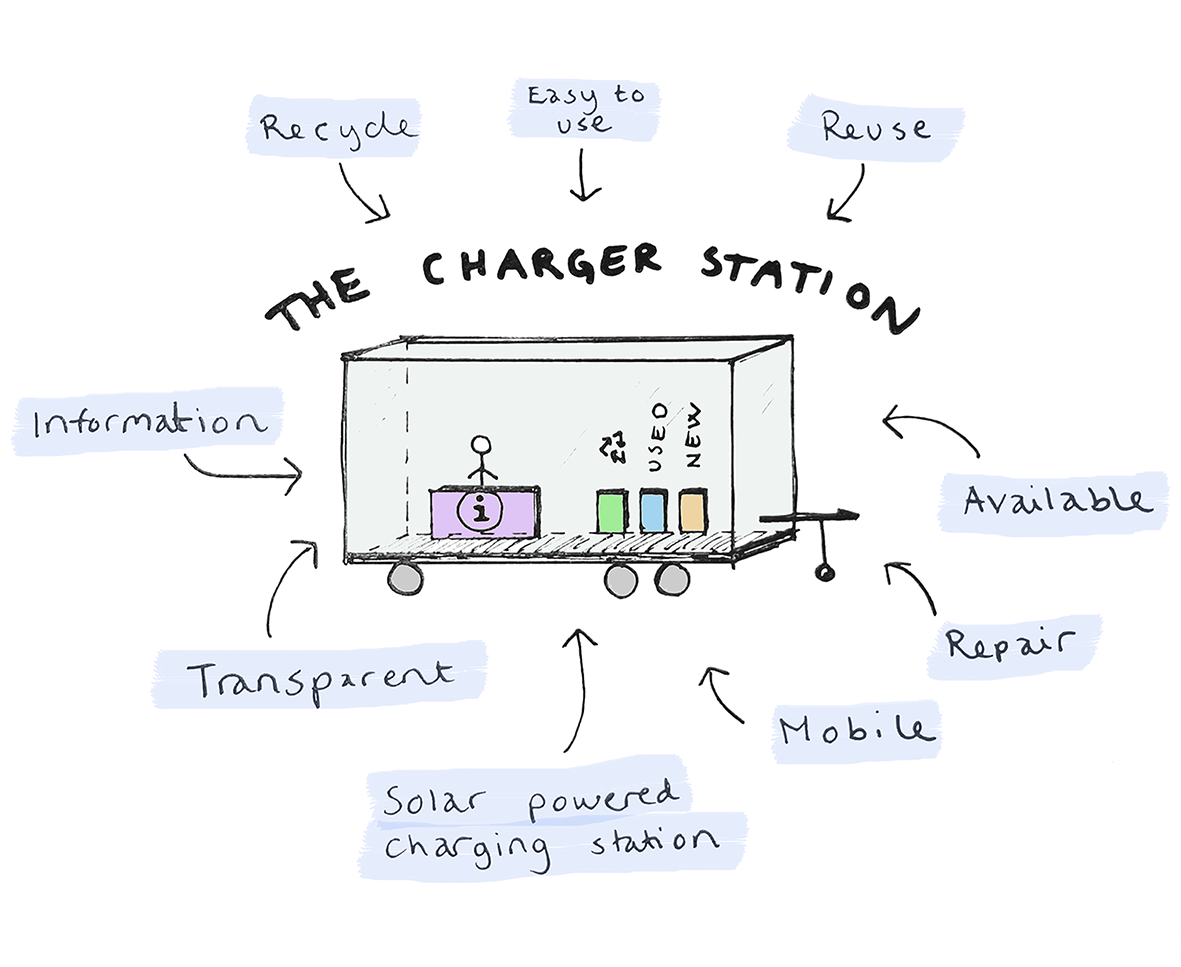 Recycle
Easy to
use
Reuse
THE CHARGER STATION
Information
USED
NEW
i
Available
Transparent
Repair
Mobile
Solar powered
charging station